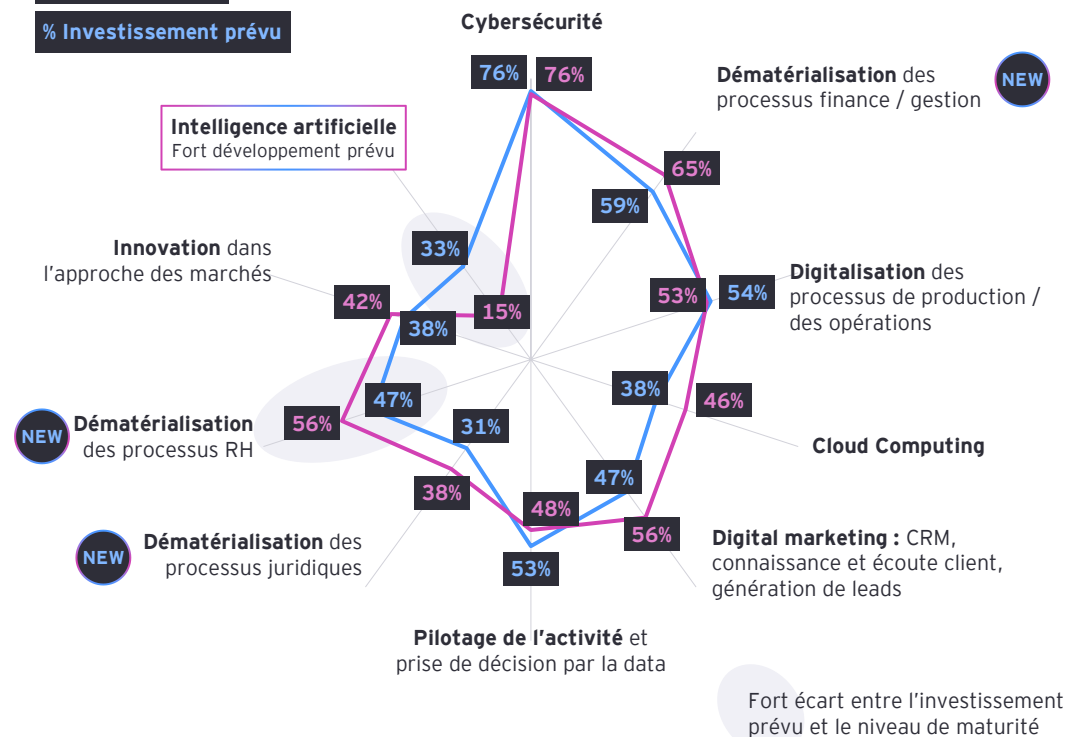 % Investissement prévu
Cybersécurité
76%
76%
Dématérialisation des
processus finance / gestion
NEW
65%
59%
Intelligence artificielle
Fort développement prévu
33%
15%
Innovation dans
l'approche des marchés
42%
38%
53%
54%
Digitalisation des
processus de production /
des opérations
38%
46%
Cloud Computing
NEW
Dématérialisation
des processus RH
56%
47%
31%
38%
NEW
Dématérialisation des
processus juridiques
47%
56%
Digital marketing : CRM,
connaissance et écoute client,
génération de leads
48%
53%
Pilotage de l'activité et
prise de décision par la data
Fort écart entre l'investissement
prévu et le niveau de maturité